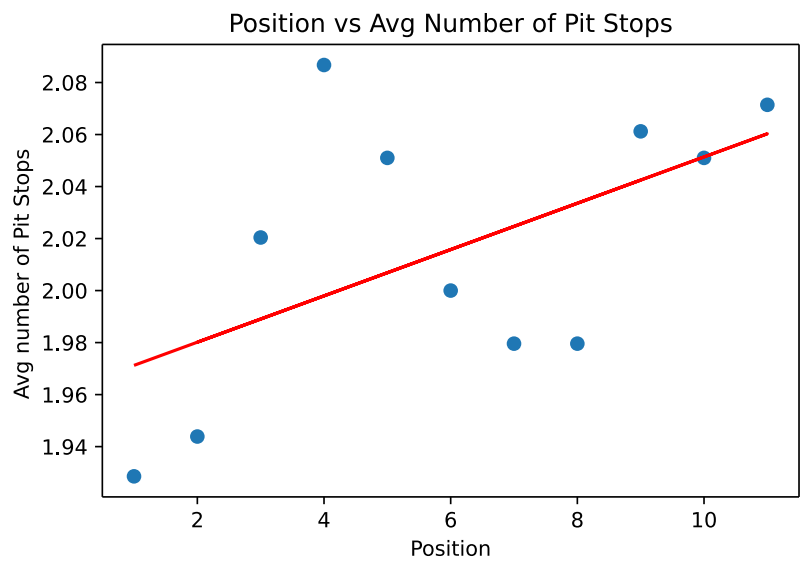 Position vs Avg Number of Pit Stops
Avg number of Pit Stops
2.08
2.06
2.04
2.02
2.00
1.98
1.96
1.94
2 4 6 8 10
Position